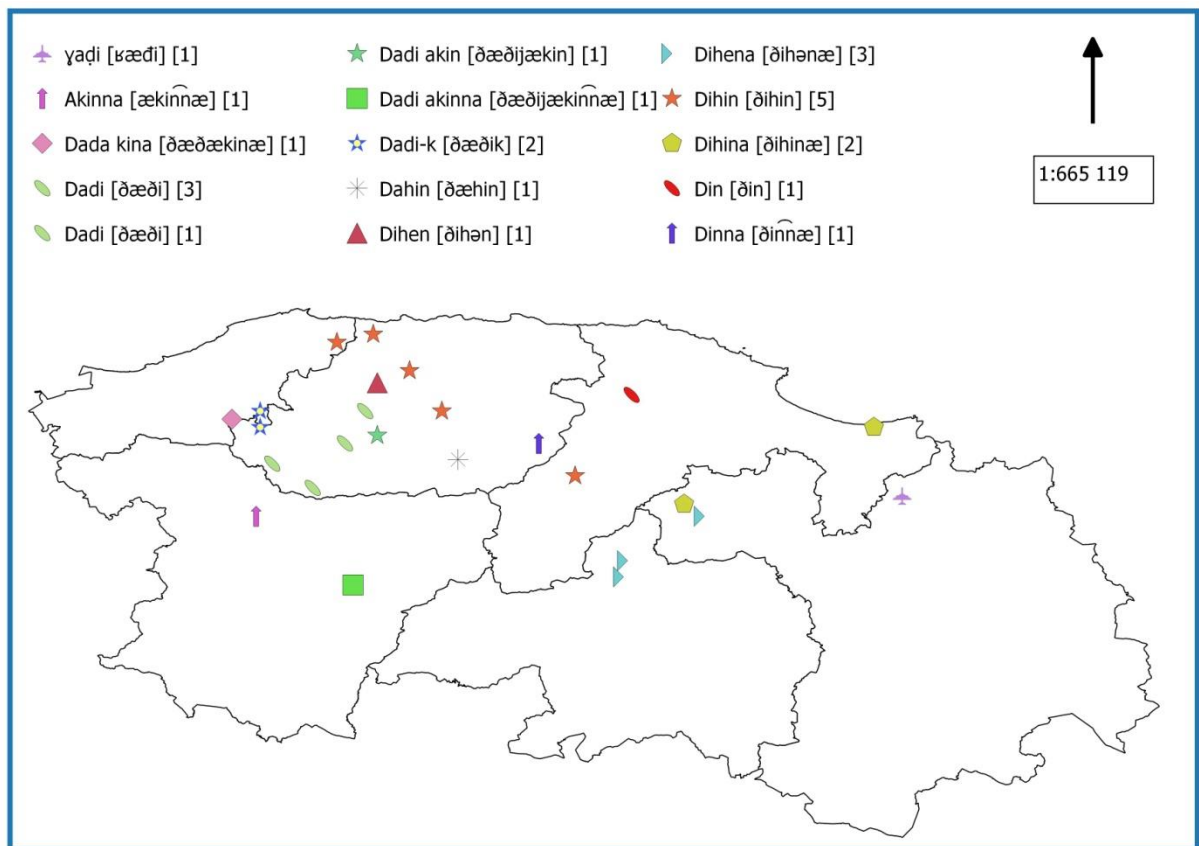 ɣaḍi [ʁæđi] [1]
Akinna [ækin͡næ] [1]
Dada kina [ðæðækinæ] [1]
Dadi [ðæði] [3]
Dadi [ðæði] [1]
Dadi akin [ðæðijækin] [1]
Dadi akinna [ðæðijækin͡næ] [1]
Dadi-k [ðæðik] [2]
Dahin [ðæhin] [1]
Dihen [ðihən] [1]
Dihena [ðihənæ] [3]
Dihin [ðihin] [5]
Dihina [ðihinæ] [2]
Din [ðin] [1]
Dinna [ðin͡næ] [1]
1:665 119